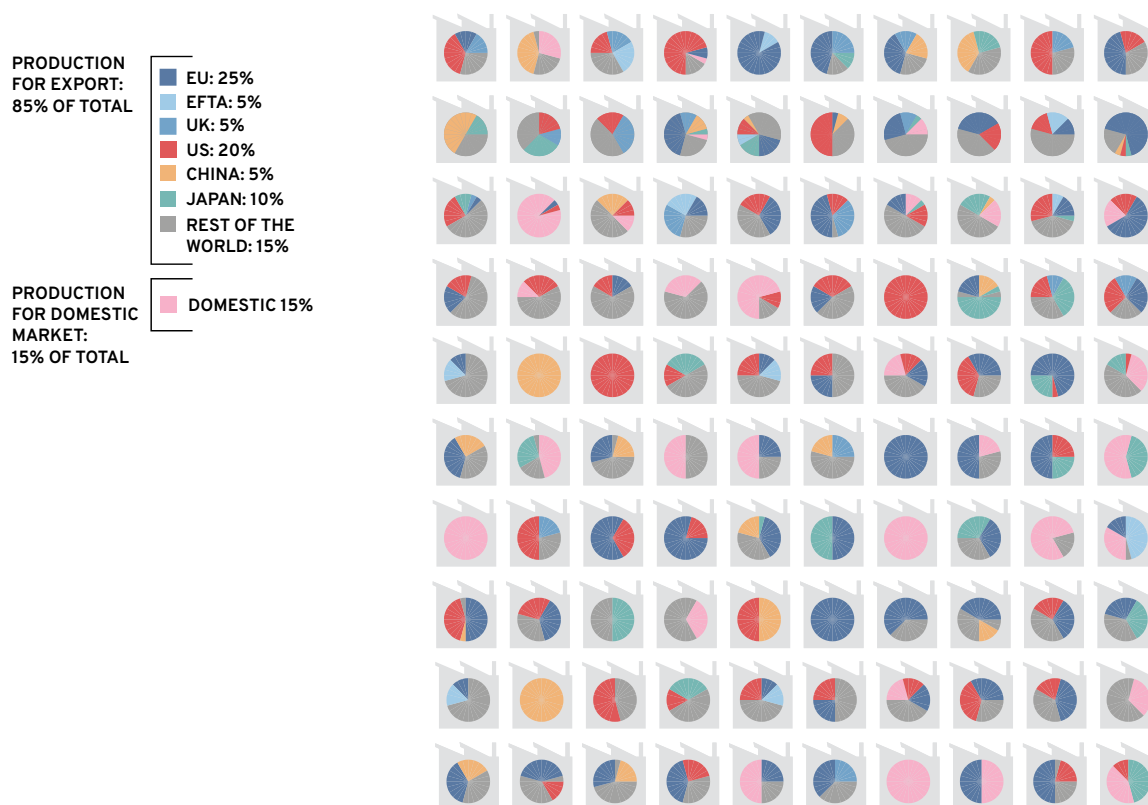 PRODUCTION
FOR EXPORT:
85% OF TOTAL
EU: 25%
EFTA: 5%
UK: 5%
US: 20%
CHINA: 5%
JAPAN: 10%
REST OF THE
WORLD: 15%
PRODUCTION
FOR DOMESTIC
MARKET:
15% OF TOTAL
DOMESTIC 15%